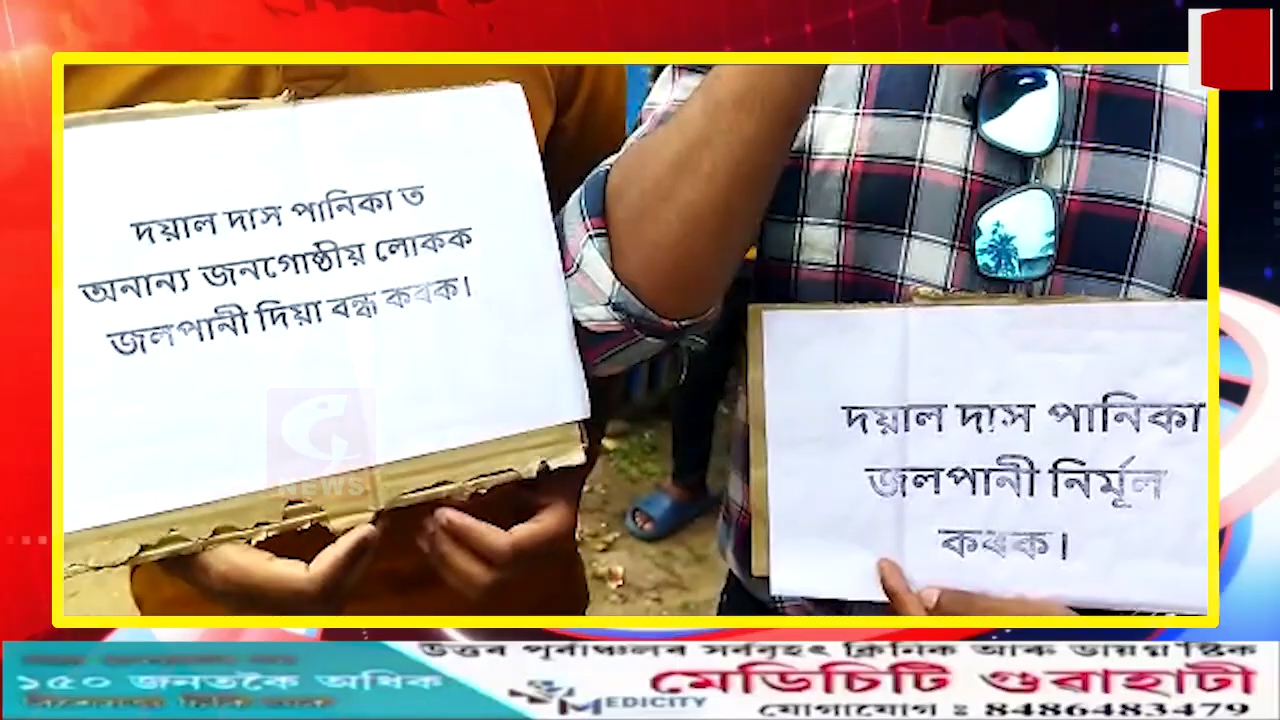 দয়াল দাস পানিকা ত
অনান্য জনগোষ্ঠীয় লোকক
জলপানী দিয়া বন্ধ কৰক।
দয়াল দাস পানিকা
জলপানী নিৰ্মূল
কৰক।
NEWS
উত্তৰ পূৰ্বাঞ্চলৰ সৰ্ববৃহৎ ক্লিনিক আৰু
১৫০ জনতকৈ অধিক
মেডিচিটি গুৱাহাটী
MEDICITY
যোগাযোগ : 8486483479